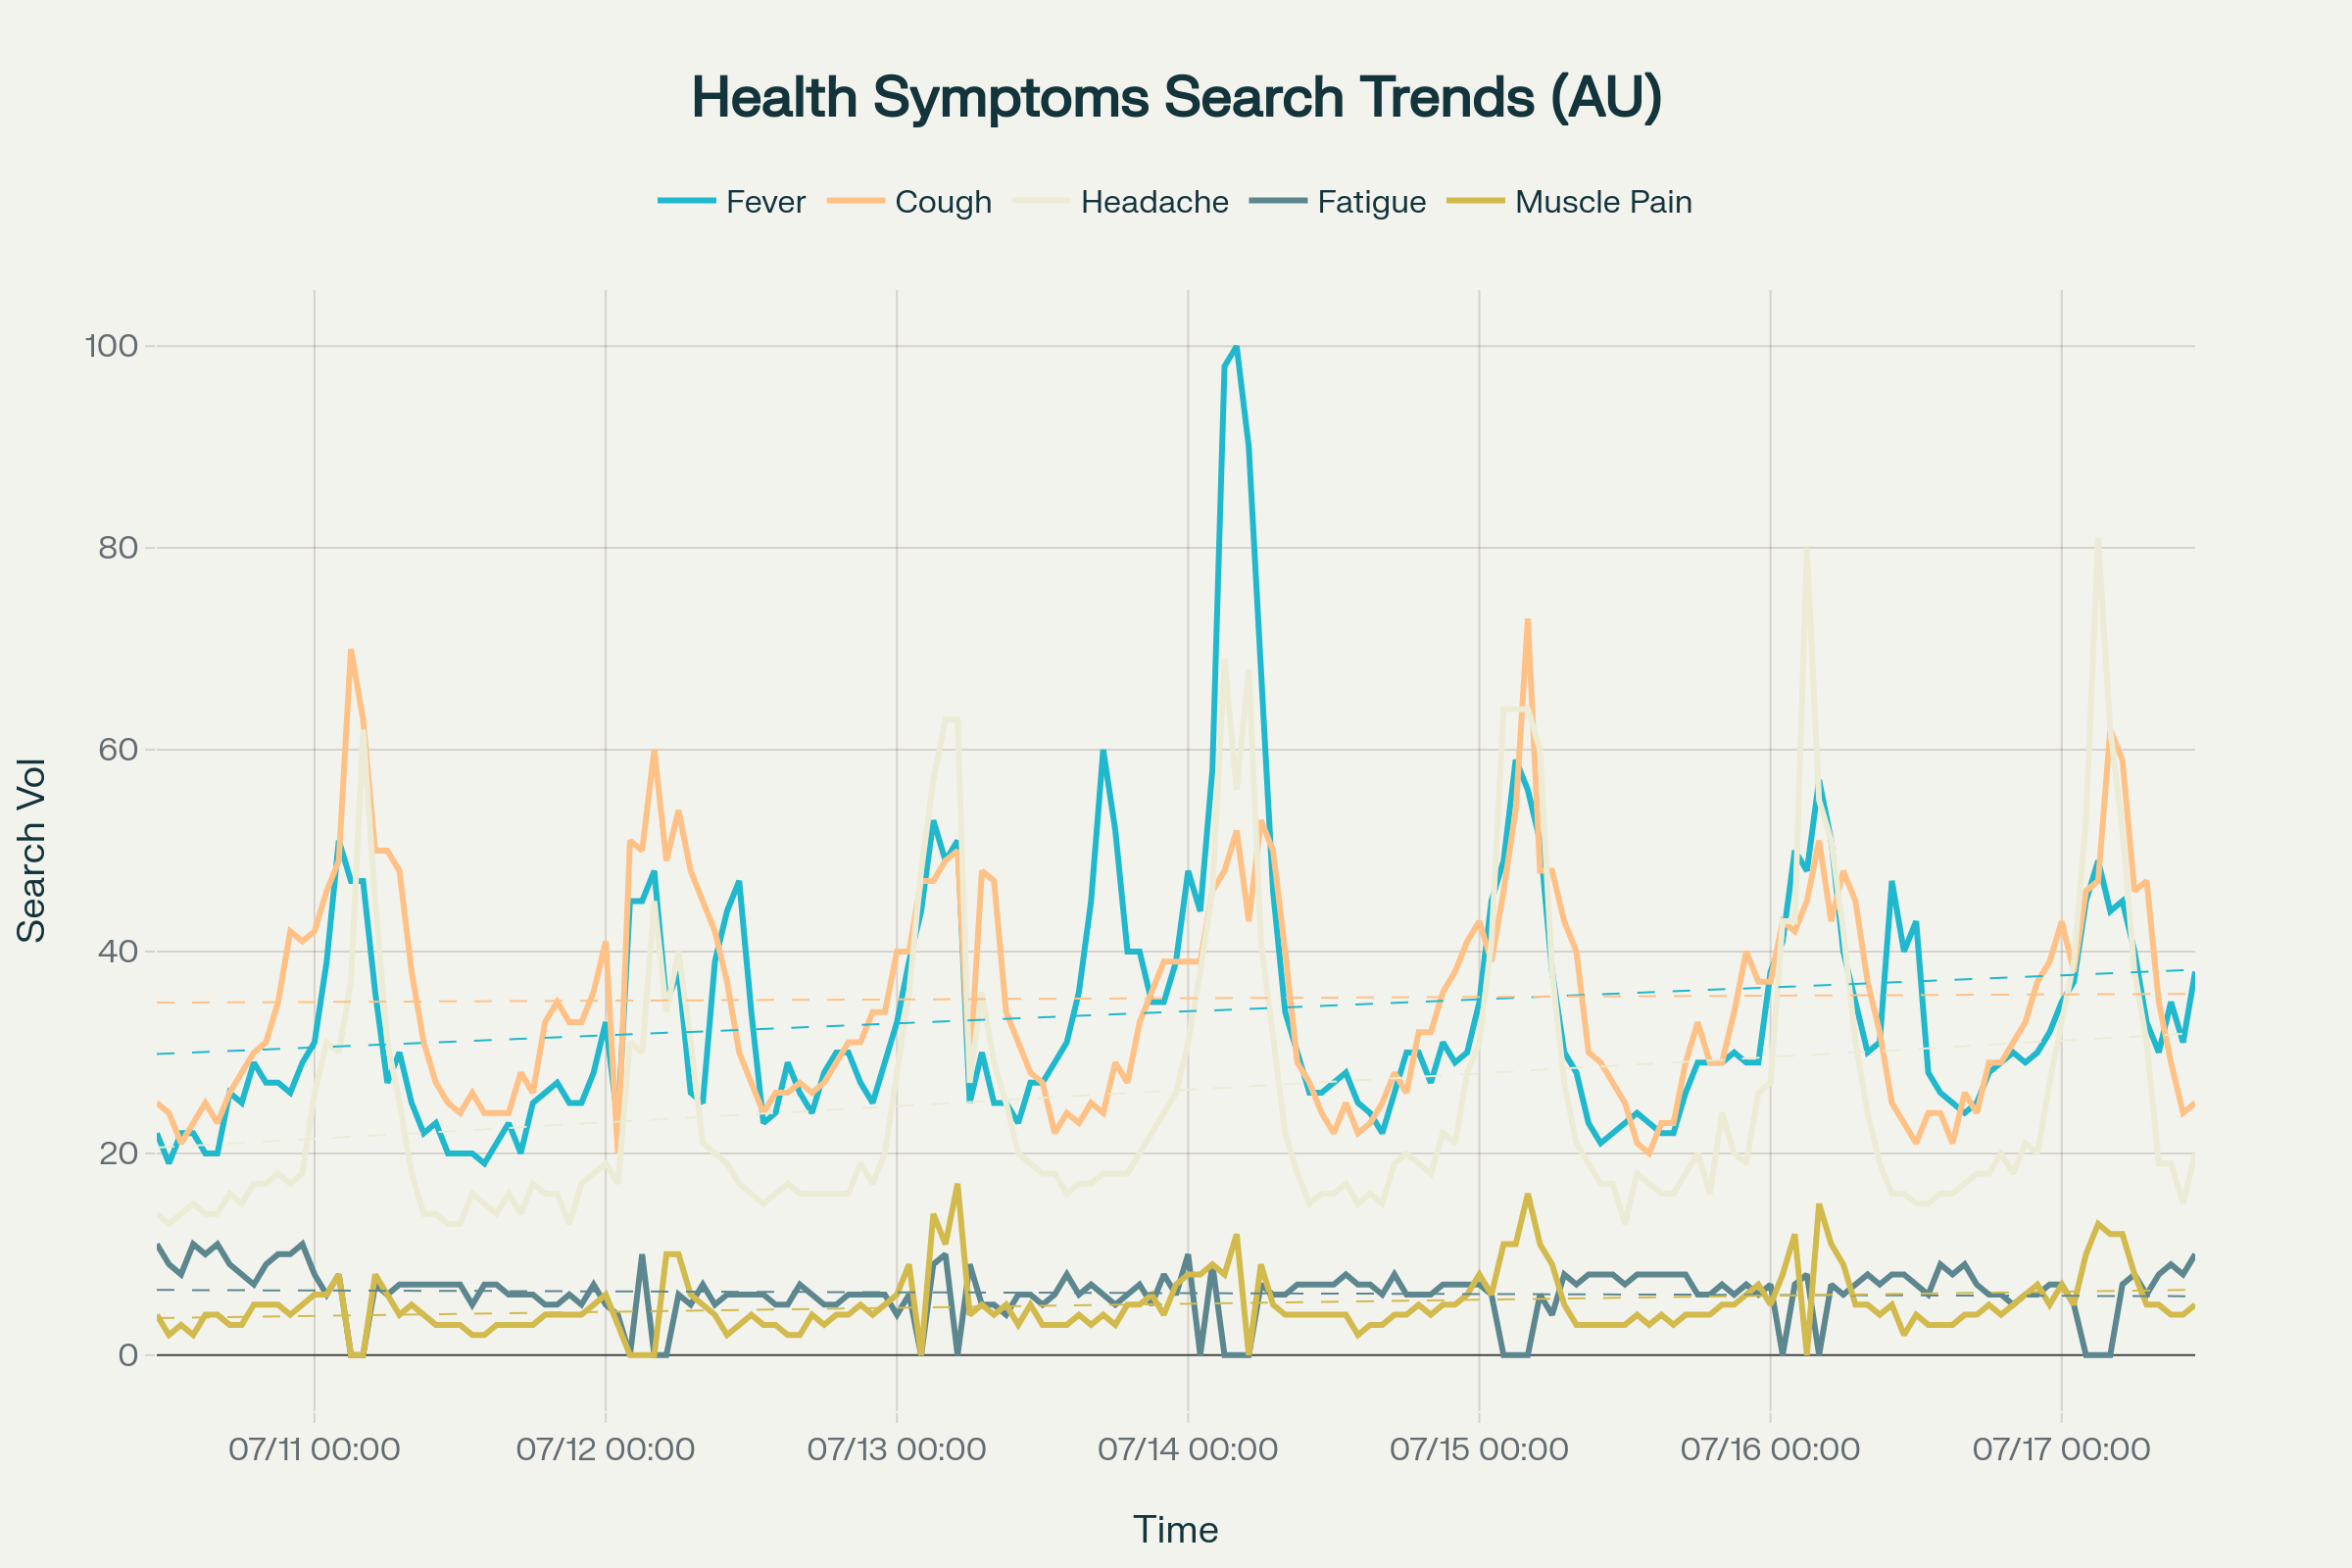 Health Symptoms Search Trends (AU)
Fever Cough Headache Fatigue Muscle Pain
100
80
60
40
20
0
Search Vol
07/11 00:00 07/12 00:00 07/13 00:00 07/14 00:00 07/15 00:00 07/16 00:00 07/17 00:00
Time